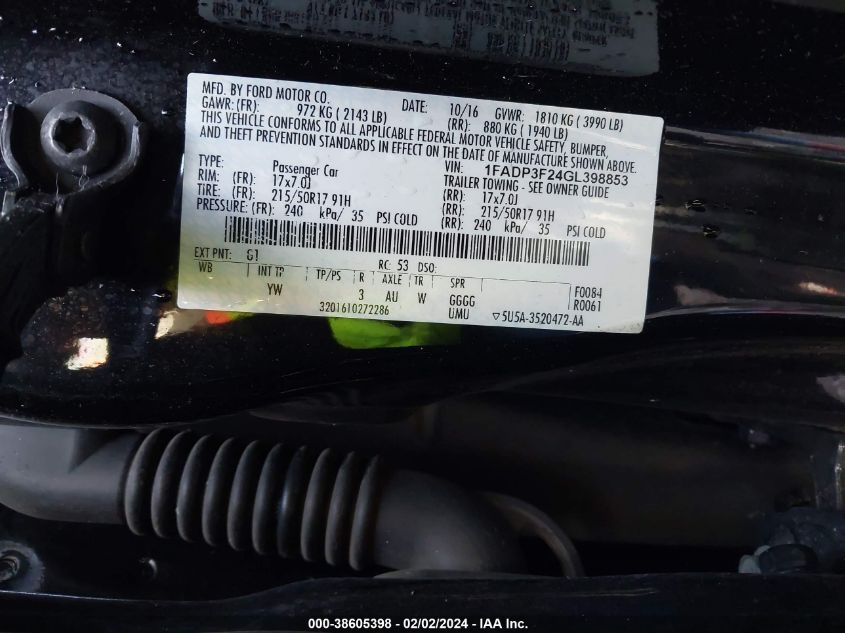 MFD. BY FORD MOTOR CO. DATE: 10/16 GVWR: 1810 KG ( 3990 LB)
GAWR: (FR): 972 KG ( 2143 LB) (RR): 880 KG ( 1940 LB)
THIS VEHICLE CONFORMS TO ALL APPLICABLE FEDERAL MOTOR VEHICLE SAFETY, BUMPER,
AND THEFT PREVENTION STANDARDS IN EFFECT ON THE DATE OF MANUFACTURE SHOWN ABOVE.
VIN: 1FADP3F24GL398853
TYPE: Passenger Car TRAILER TOWING - SEE OWNER GUIDE
RIM: (FR) 17x7.0J (RR): 17x7.0J
TIRE: (FR) 215/50R17 91H (RR): 215/50R17 91H
PRESSURE: (FR): 240 kPa/ 35 PSI COLD (RR): 240 kPa/ 35 PSI COLD
EXT PNT: G1 RC: 53 DSO:
WB INT TR TP/PS R AXLE TR SPR F0084
YW 3 AU W GGGG R0061
3201610272286 UMU ▽5U5A-3520472-AA
000-38605398 - 02/02/2024 - IAA Inc.